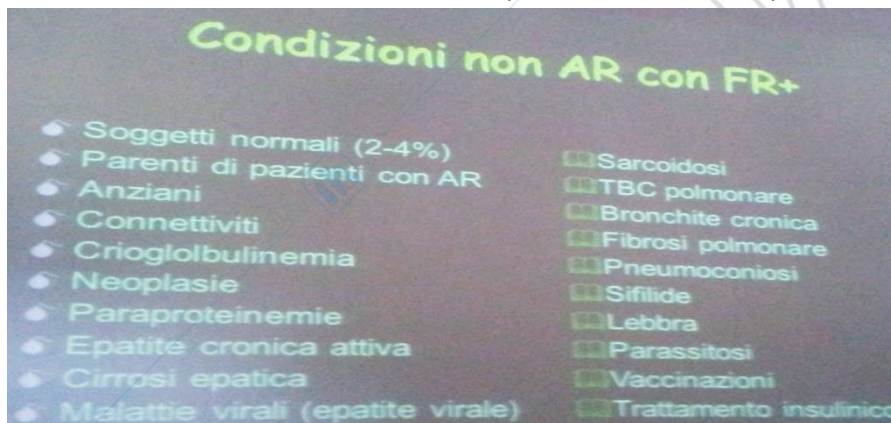 Condizioni non AR con FR+
Soggetti normali (2-4%)
Parenti di pazienti con AR
Anziani
Connettiviti
Crioglolbulinemia
Neoplasie
Paraproteinemie
Epatite cronica attiva
Cirrosi epatica
Malattie virali (epatite virale)
Sarcoidosi
TBC polmonare
Bronchite cronica
Fibrosi polmonare
Pneumoconiosi
Sifilide
Lebbra
Parassitosi
Vaccinazioni
Trattamento insulinico